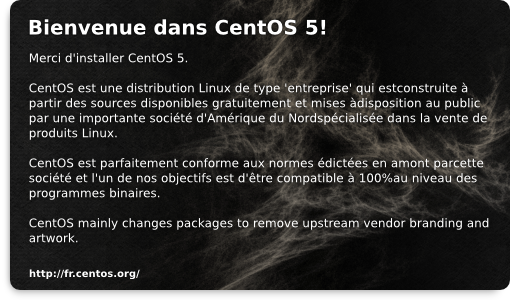 Bienvenue dans CentOS 5!
Merci d'installer CentOS 5.
CentOS est une distribution Linux de type 'entreprise' qui estconstruite à
partir des sources disponibles gratuitement et mises àdisposition au public
par une importante société d'Amérique du Nordspécialisée dans la vente de
produits Linux.
CentOS est parfaitement conforme aux normes édictées en amont parcette
société et l'un de nos objectifs est d'être compatible à 100%au niveau des
programmes binaires.
CentOS mainly changes packages to remove upstream vendor branding and
artwork.
http://fr.centos.org/